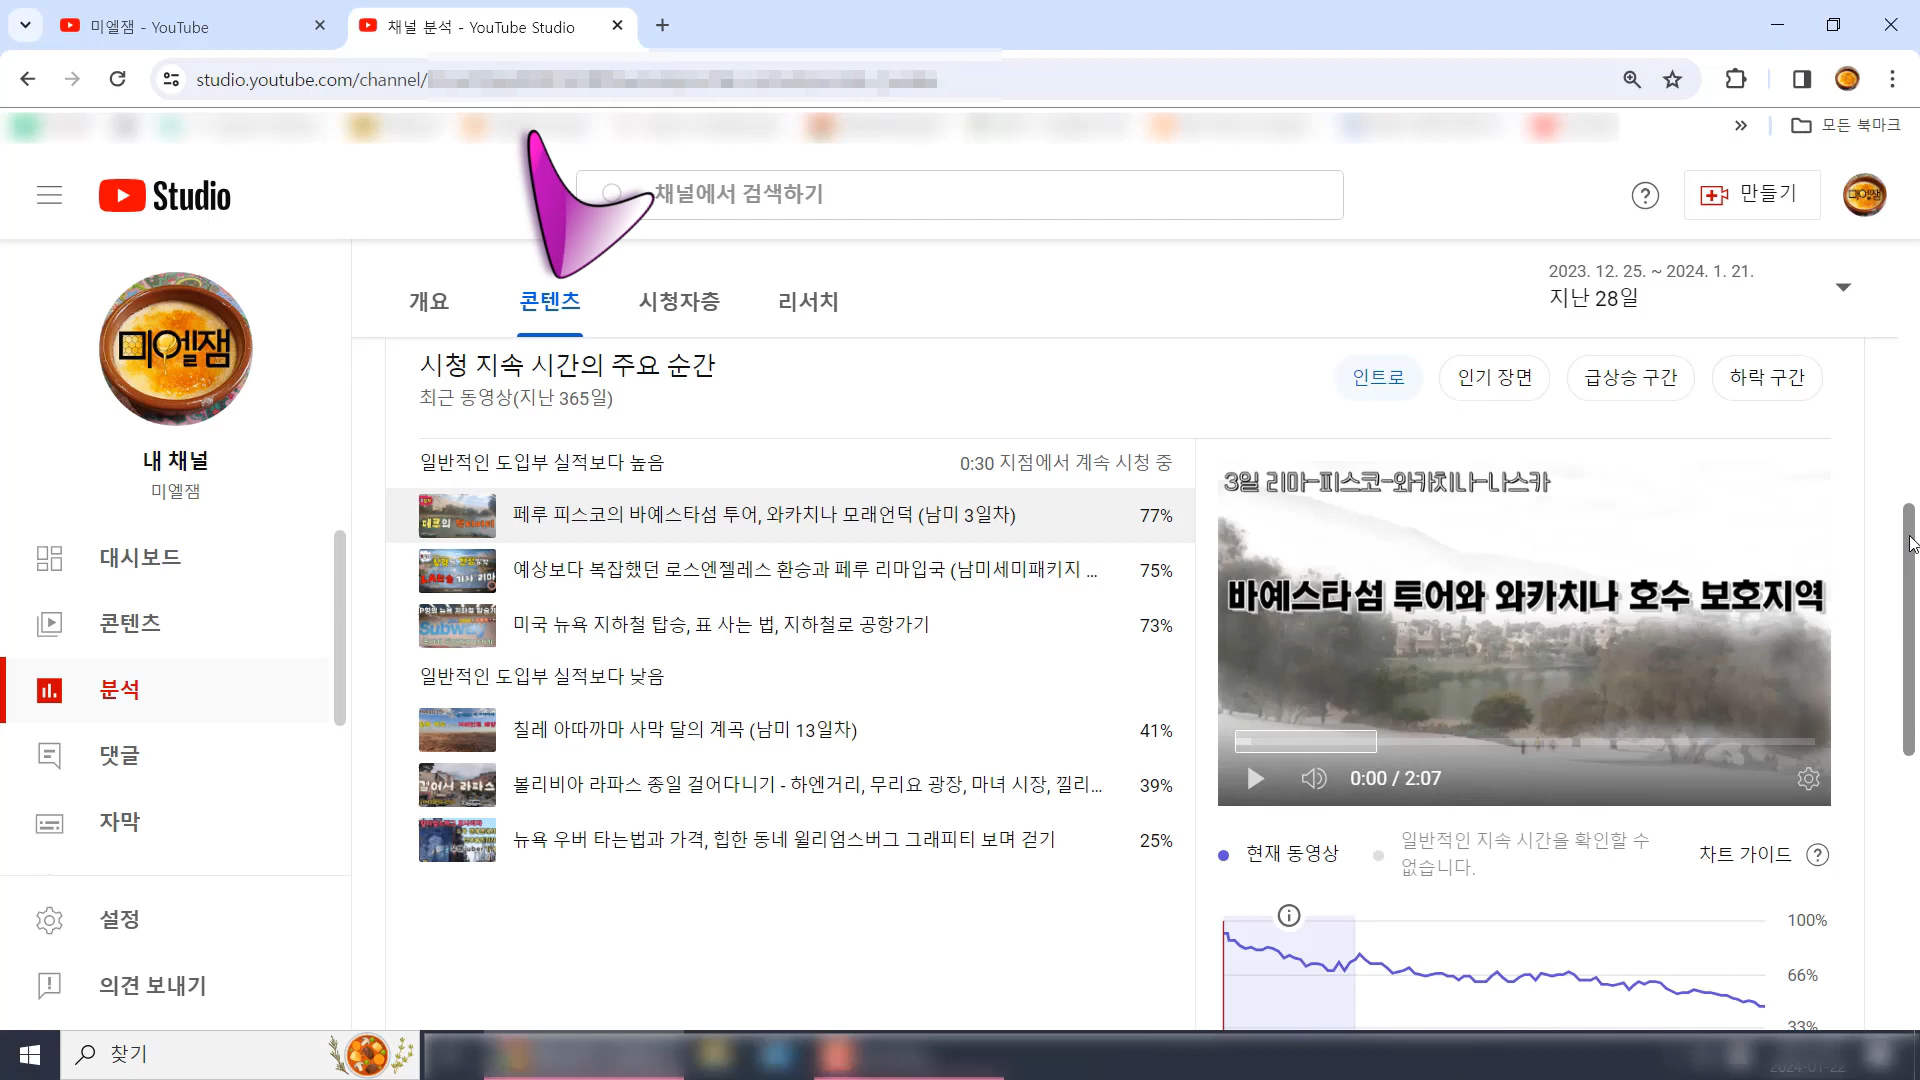 미엘잼 - YouTube
채널 분석 - YouTube Studio
studio.youtube.com/channel/
모든 북마크
Studio
채널에서 검색하기
만들기
미엘잼
내 채널
미엘잼
대시보드
콘텐츠
분석
댓글
자막
설정
의견 보내기
개요
콘텐츠
시청자층
리서치
2023. 12. 25. ~ 2024. 1. 21.
지난 28일
시청 지속 시간의 주요 순간
최근 동영상(지난 365일)
인트로
인기 장면
급상승 구간
하락 구간
일반적인 도입부 실적보다 높음
0:30 지점에서 계속 시청 중
페루 피스코의 바예스타섬 투어, 와카치나 모래언덕 (남미 3일차)
77%
예상보다 복잡했던 로스엔젤레스 환승과 페루 리마입국 (남미세미패키지 ...
75%
Subway
미국 뉴욕 지하철 탑승, 표 사는 법, 지하철로 공항가기
73%
일반적인 도입부 실적보다 낮음
칠레 아따까마 사막 달의 계곡 (남미 13일차)
41%
걸어서 라파스
볼리비아 라파스 종일 걸어다니기 - 하엔거리, 무리요 광장, 마녀 시장, 낄리...
39%
뉴욕 우버 타는법과 가격, 힙한 동네 윌리엄스버그 그래피티 보며 걷기
25%
3일 리마-피스코-와카치나-나스카
바예스타섬 투어와 와카치나 호수 보호지역
0:00 / 2:07
현재 동영상
일반적인 지속 시간을 확인할 수
없습니다.
차트 가이드
100%
66%
33%
찾기
2024-01-22